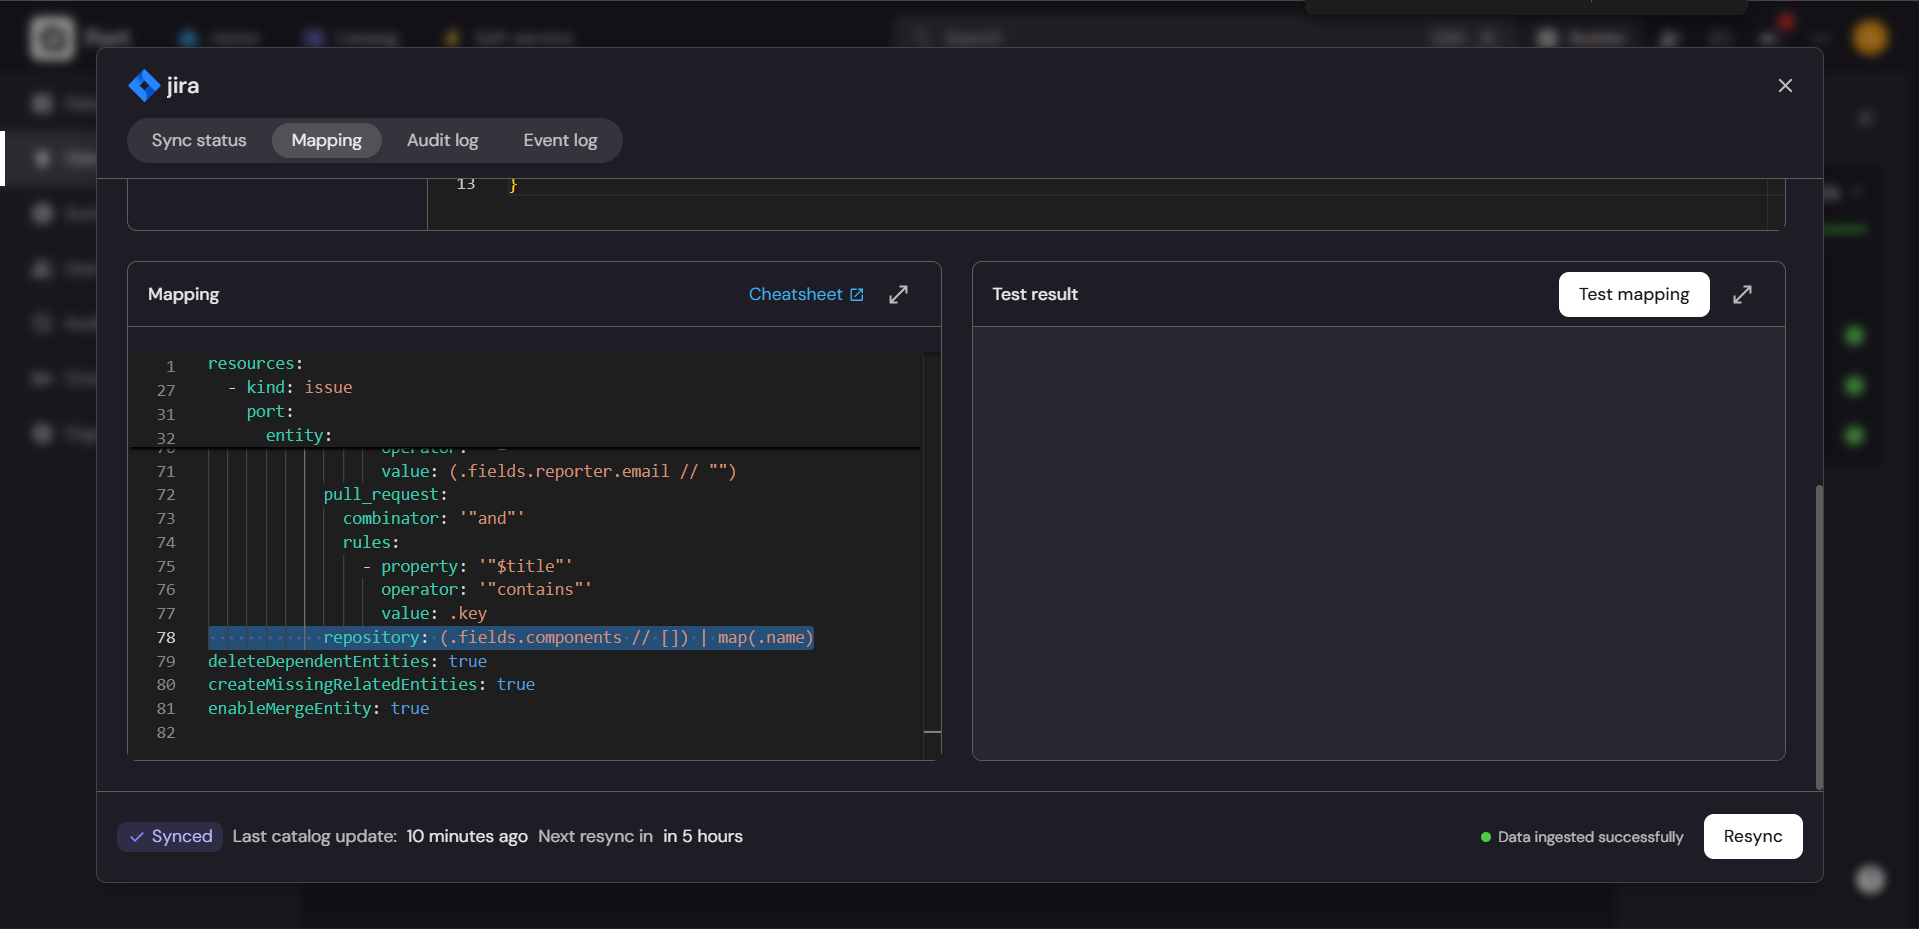 jira
Sync status
Mapping
Audit log
Event log
13 }
Mapping
Cheatsheet
Test result
Test mapping
1 resources:
27 - kind: issue
31 port:
32 entity:
71 value: (.fields.reporter.email // "")
72 pull_request:
73 combinator: '"and"'
74 rules:
75 - property: '"$title"'
76 operator: '"contains"'
77 value: .key
78 ············repository:·(.fields.components·//·[])·|·map(.name)
79 deleteDependentEntities: true
80 createMissingRelatedEntities: true
81 enableMergeEntity: true
82
Synced Last catalog update: 10 minutes ago Next resync in in 5 hours
Data ingested successfully
Resync